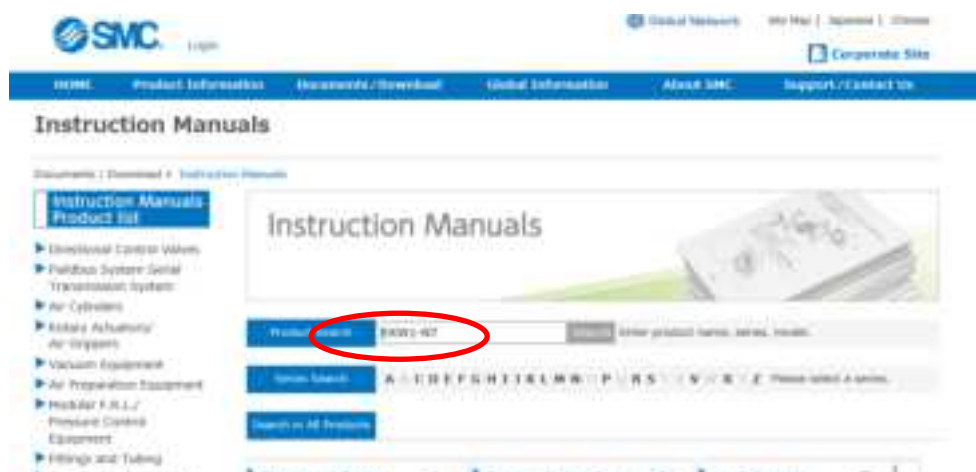 SMC Login
Global Network Site Map | Japanese | Chinese
Corporate Site
HOME Product Information Documents/Download Global Information About SMC Support/Contact Us
Instruction Manuals
Documents / Download Instruction Manuals
Instruction Manuals
Product list
Directional Control Valves
Fieldbus System Serial
Transmission System
Air Cylinders
Rotary Actuators/
Air Grippers
Vacuum Equipment
Air Preparation Equipment
Modular F.R.L./
Pressure Control
Equipment
Fittings and Tubing
Instruction Manuals
Product Search Search Enter product name, series, model.
Series Search A C D E F G H I J K L M N P R S V X Z Please select a series.
Search in All Products